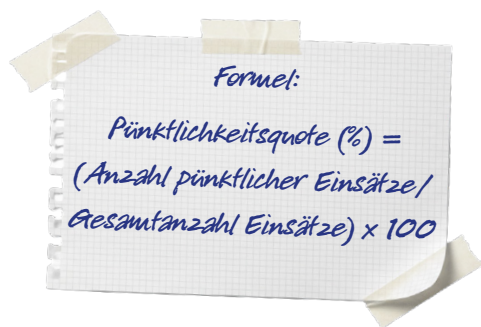 Formel:
Pünktlichkeitsquote (%) =
(Anzahl pünktlicher Einsätze/
Gesamtanzahl Einsätze) x 100